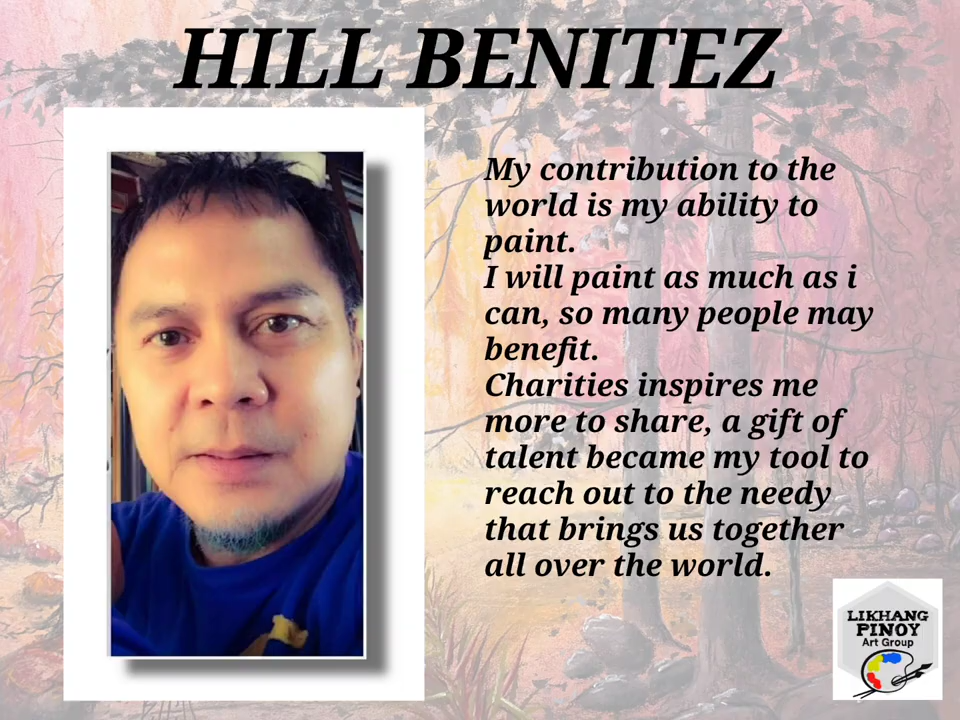 HILL BENITEZ
My contribution to the
world is my ability to
paint.
I will paint as much as i
can, so many people may
benefit.
Charities inspires me
more to share, a gift of
talent became my tool to
reach out to the needy
that brings us together
all over the world.
LIKHANG
PINOY
Art Group